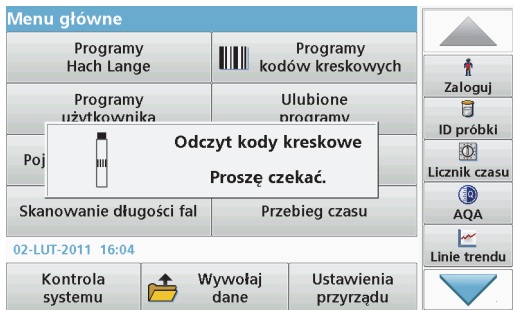 Menu główne
Programy
Hach Lange
Programy
kodów kreskowych
Programy
użytkownika
Ulubione
programy
Odczyt kody kreskowe
Proszę czekać.
Skanowanie długości fal
Przebieg czasu
02-LUT-2011 16:04
Kontrola
systemu
Wywołaj
dane
Ustawienia
przyrządu
Zaloguj
ID próbki
Licznik czasu
AQA
Linie trendu